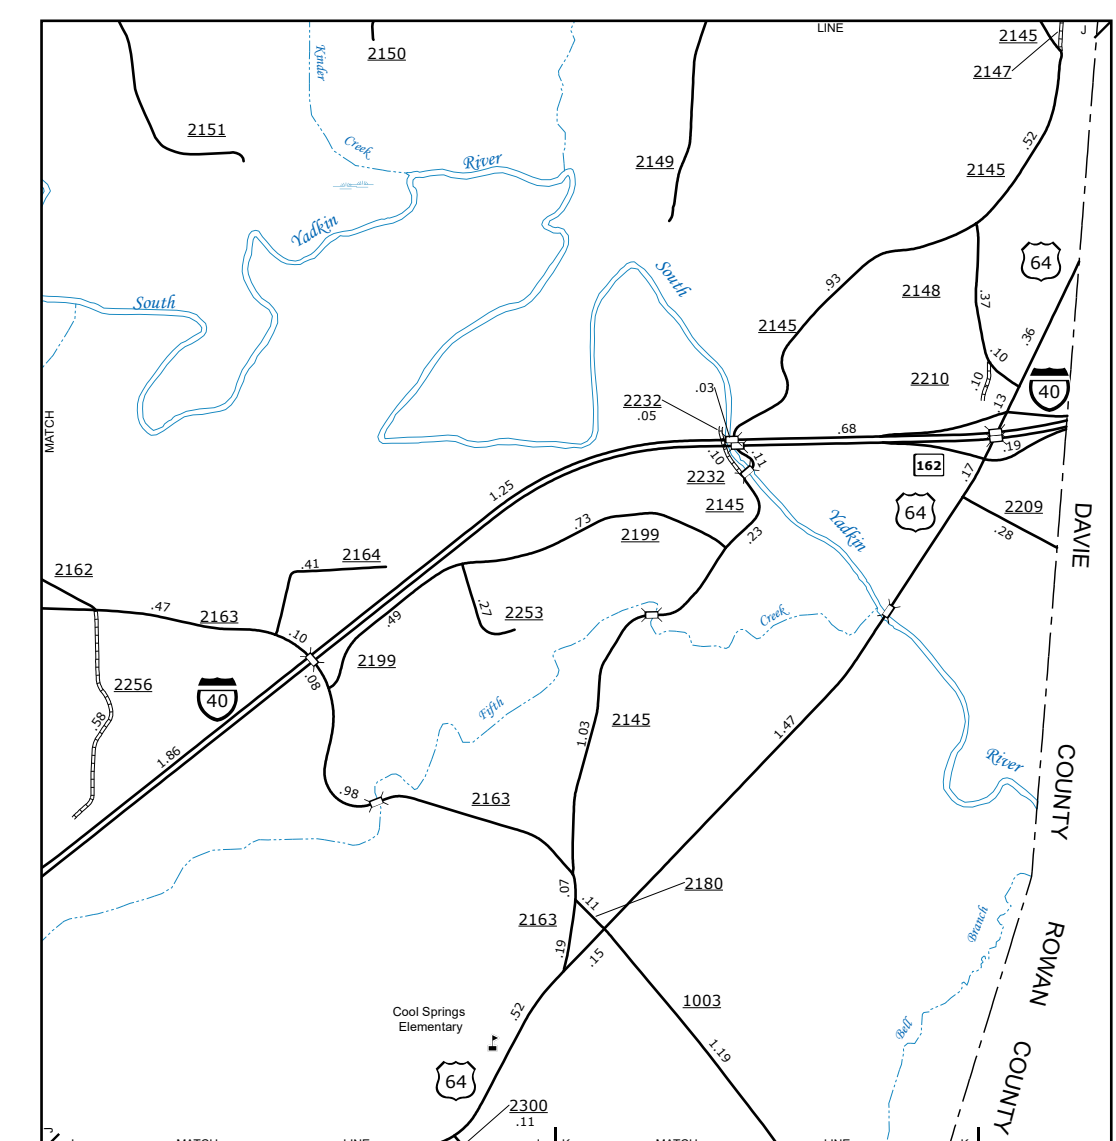 LINE
2145
J
2150
2147
Kinder
2151
Creek
River
2149
.52
2145
Yadkin
64
South
South
2148
.93
.37
2145
.36
.10
2210
.10
40
.03
2232
.05
.13
MATCH
.68
.19
.10
.11
162
2232
.17
1.25
2145
64
2209
.73
2199
.23
Yadkin
.28
DAVIE
2164
.41
2162
.47
2163
.27
2253
.49
Creek
.10
2199
.08
2256
40
Fifth
.58
2145
1.03
1.47
1.86
River
COUNTY
.98
2163
.07
2180
.11
2163
.19
.15
Branch
ROWAN
1003
Cool Springs
Elementary
.52
Bell
1.19
64
COUNTY
2300
.11
MATCH
LINE
MATCH
LINE